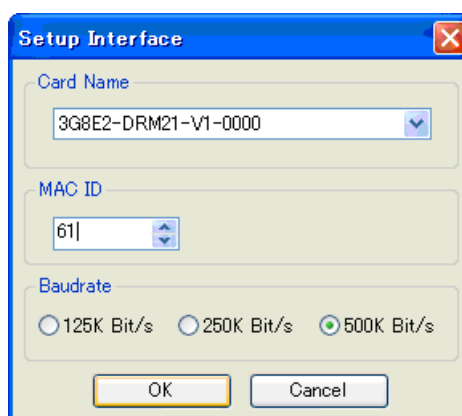 Setup Interface
Card Name
3G8E2-DRM21-V1-0000
MAC ID
61
Baudrate
125K Bit/s 250K Bit/s 500K Bit/s
OK Cancel